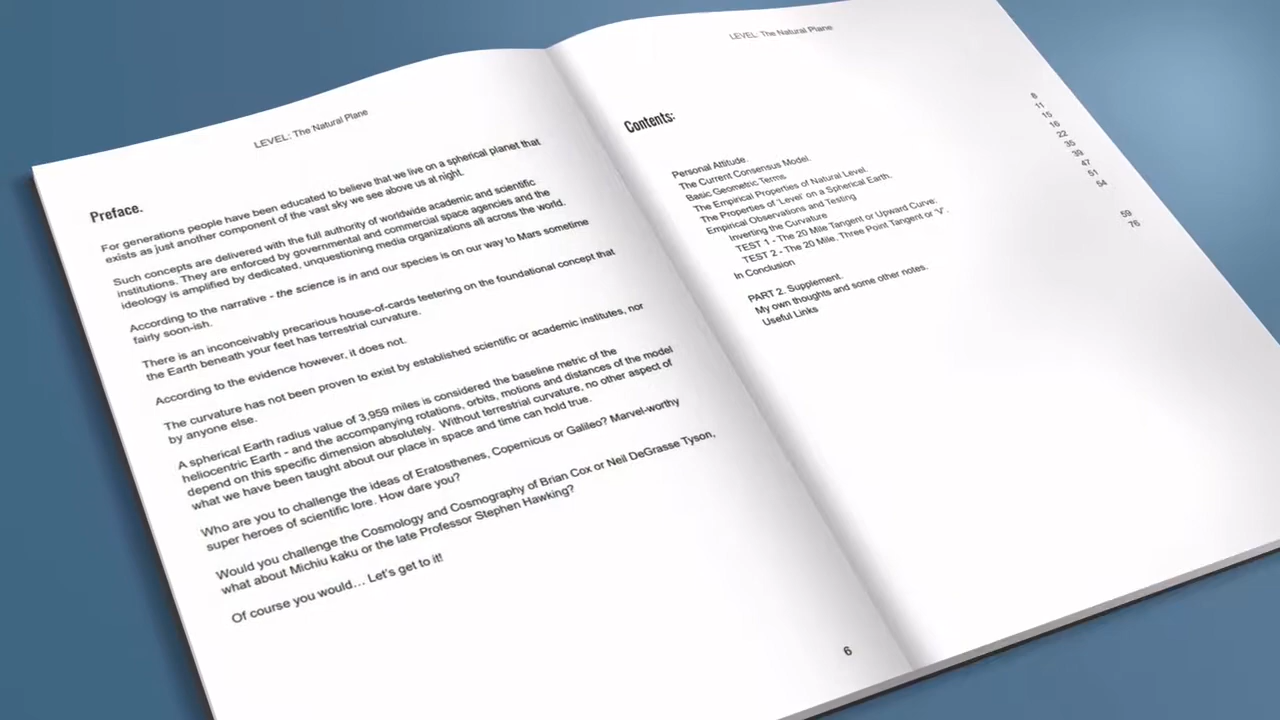 LEVEL: The Natural Plane
Preface.
For generations people have been educated to believe that we live on a spherical planet that
exists as just another component of the vast sky we see above us at night.
Such concepts are delivered with the full authority of worldwide academic and scientific
institutions. They are enforced by governmental and commercial space agencies and the
ideology is amplified by dedicated, unquestioning media organizations all across the world.
According to the narrative - the science is in and our species is on our way to Mars sometime
fairly soon-ish.
There is an inconceivably precarious house-of-cards teetering on the foundational concept that
the Earth beneath your feet has terrestrial curvature.
According to the evidence however, it does not.
The curvature has not been proven to exist by established scientific or academic institutes, nor
by anyone else.
A spherical Earth radius value of 3,959 miles is considered the baseline metric of the
heliocentric Earth - and the accompanying rotations, orbits, motions and distances of the model
depend on this specific dimension absolutely. Without terrestrial curvature, no other aspect of
what we have been taught about our place in space and time can hold true.
Who are you to challenge the ideas of Eratosthenes, Copernicus or Galileo? Marvel-worthy
super heroes of scientific lore. How dare you?
Would you challenge the Cosmology and Cosmography of Brian Cox or Neil DeGrasse Tyson,
what about Michiu kaku or the late Professor Stephen Hawking?
Of course you would... Let's get to it!
LEVEL: The Natural Plane
Contents:
Personal Attitude. 6
The Current Consensus Model. 11
Basic Geometric Terms 15
The Empirical Properties of Natural Level. 16
The Properties of 'Level' on a Spherical Earth. 22
Empirical Observations and Testing 35
Inverting the Curvature 39
TEST 1 - The 20 Mile Tangent or Upward Curve; 47
TEST 2 - The 20 Mile, Three Point Tangent or 'V'. 51
In Conclusion 54
PART 2. Supplement.
My own thoughts and some other notes. 59
Useful Links 76
6